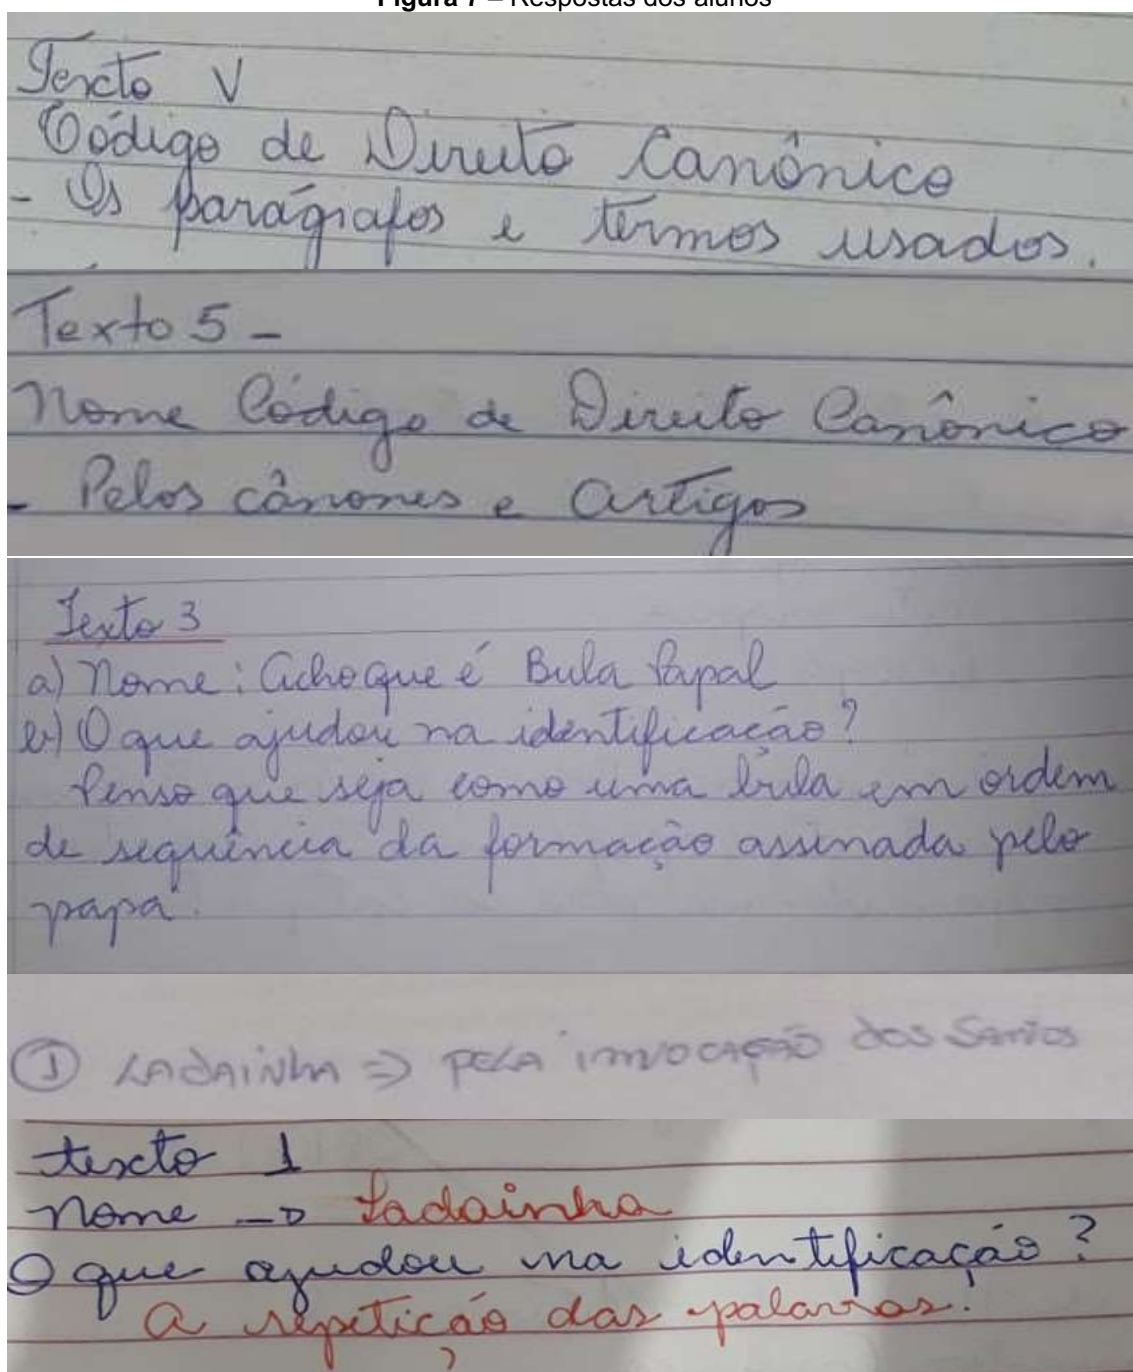 Figura 7 – Respostas dos alunos
Texto V
Código de Direito Canônico
- Os parágrafos e termos usados.
Texto 5 -
Nome Código de Direito Canônico
- Pelos cânones e artigos
Texto 3
a) Nome: Acho que é Bula Papal
b) O que ajudou na identificação?
Penso que seja como uma bula em ordem
de sequência da formação assinada pelo
papa.
① LADAINHA => PELA invocação dos Santos
texto 1
nome -> Ladainha
O que ajudou na identificação?
A repetição das palavras.